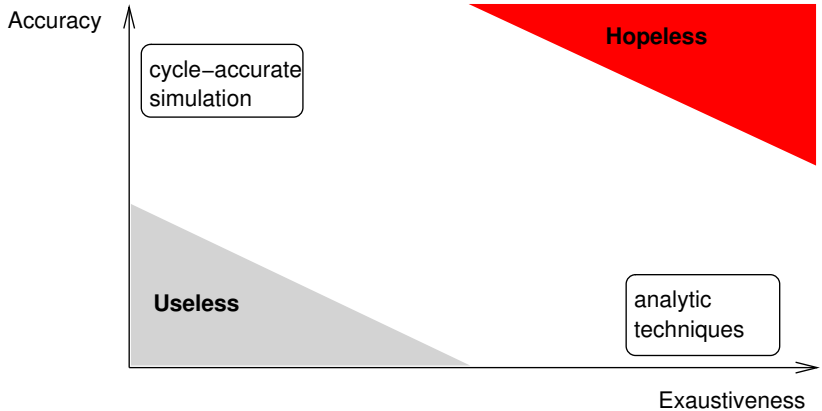 Accuracy
Hopeless
cycle−accurate
simulation
Useless
analytic
techniques
Exaustiveness